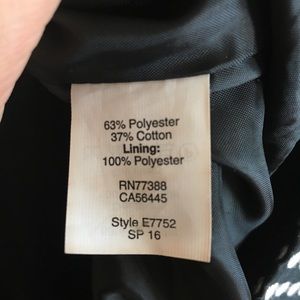 63% Polyester
37% Cotton
Lining:
100% Polyester
RN77388
CA56445
Style E7752
SP 16